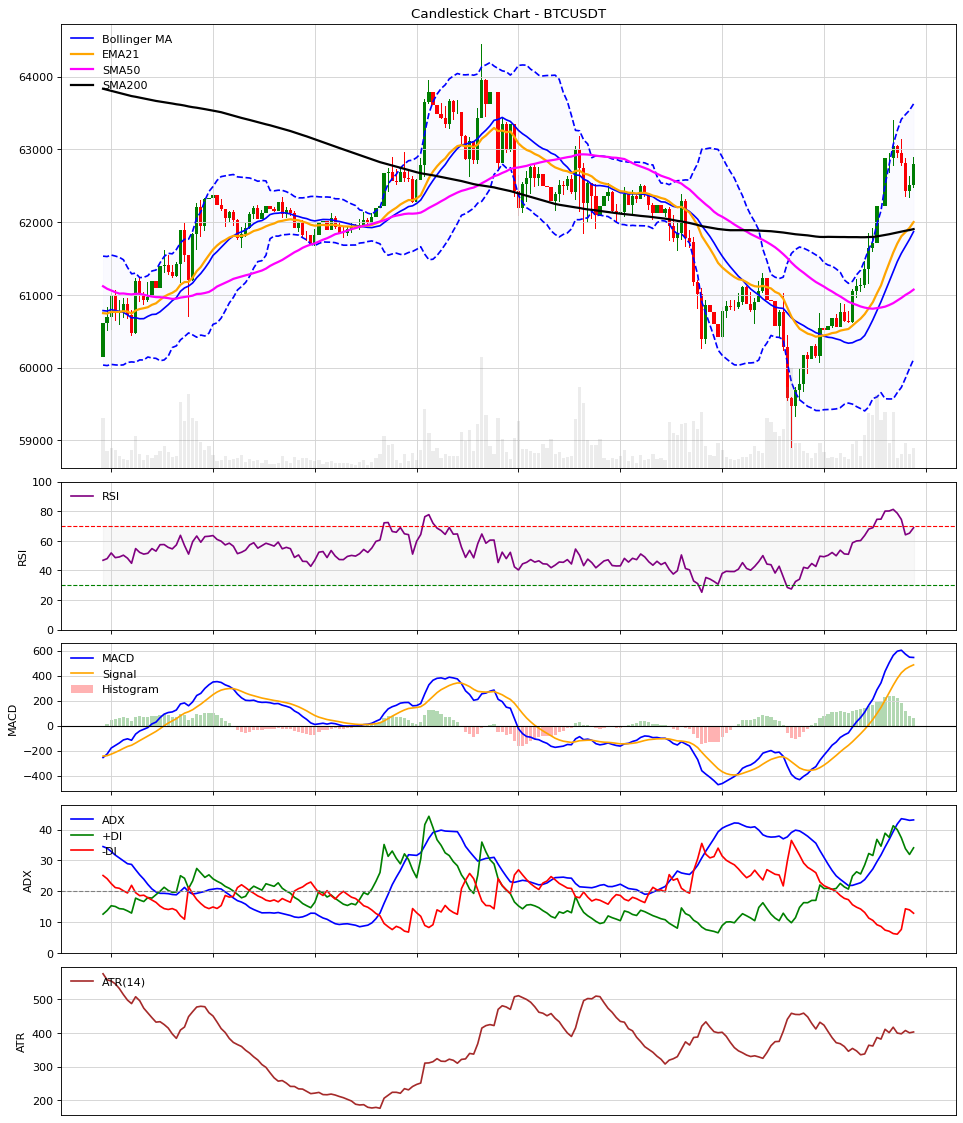 Candlestick Chart - BTCUSDT
Bollinger MA
EMA21
SMA50
SMA200
64000
63000
62000
61000
60000
59000
RSI
RSI
100
80
60
40
20
0
MACD
Signal
Histogram
MACD
600
400
200
0
−200
−400
ADX
+DI
-DI
ADX
40
30
20
10
0
ATR(14)
ATR
500
400
300
200